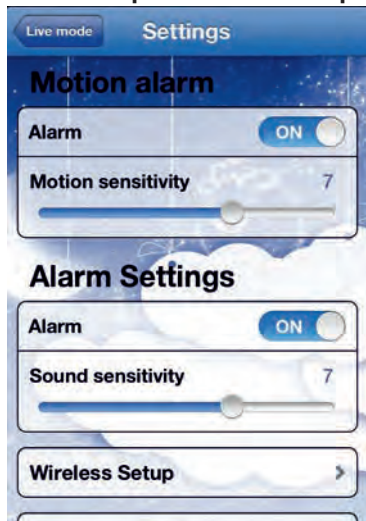 Live mode
Settings
Motion alarm
Alarm ON
Motion sensitivity 7
Alarm Settings
Alarm ON
Sound sensitivity 7
Wireless Setup >